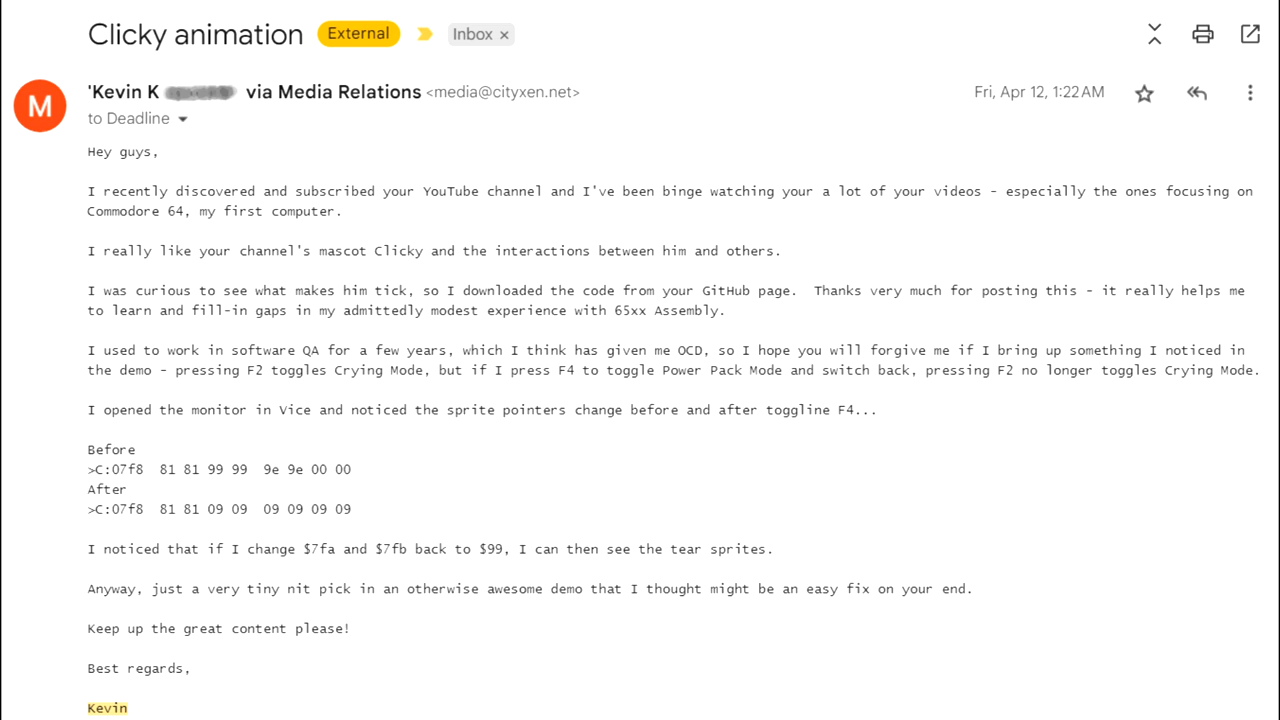 Clicky animation External Inbox ×
'Kevin K via Media Relations <media@cityxen.net> Fri, Apr 12, 1:22 AM
M
to Deadline
Hey guys,
I recently discovered and subscribed your YouTube channel and I've been binge watching your a lot of your videos - especially the ones focusing on
Commodore 64, my first computer.
I really like your channel's mascot Clicky and the interactions between him and others.
I was curious to see what makes him tick, so I downloaded the code from your GitHub page.  Thanks very much for posting this - it really helps me
to learn and fill-in gaps in my admittedly modest experience with 65xx Assembly.
I used to work in software QA for a few years, which I think has given me OCD, so I hope you will forgive me if I bring up something I noticed in
the demo - pressing F2 toggles Crying Mode, but if I press F4 to toggle Power Pack Mode and switch back, pressing F2 no longer toggles Crying Mode.
I opened the monitor in Vice and noticed the sprite pointers change before and after toggline F4...
Before
>C:07f8  81 81 99 99  9e 9e 00 00
After
>C:07f8  81 81 09 09  09 09 09 09
I noticed that if I change $7fa and $7fb back to $99, I can then see the tear sprites.
Anyway, just a very tiny nit pick in an otherwise awesome demo that I thought might be an easy fix on your end.
Keep up the great content please!
Best regards,
Kevin